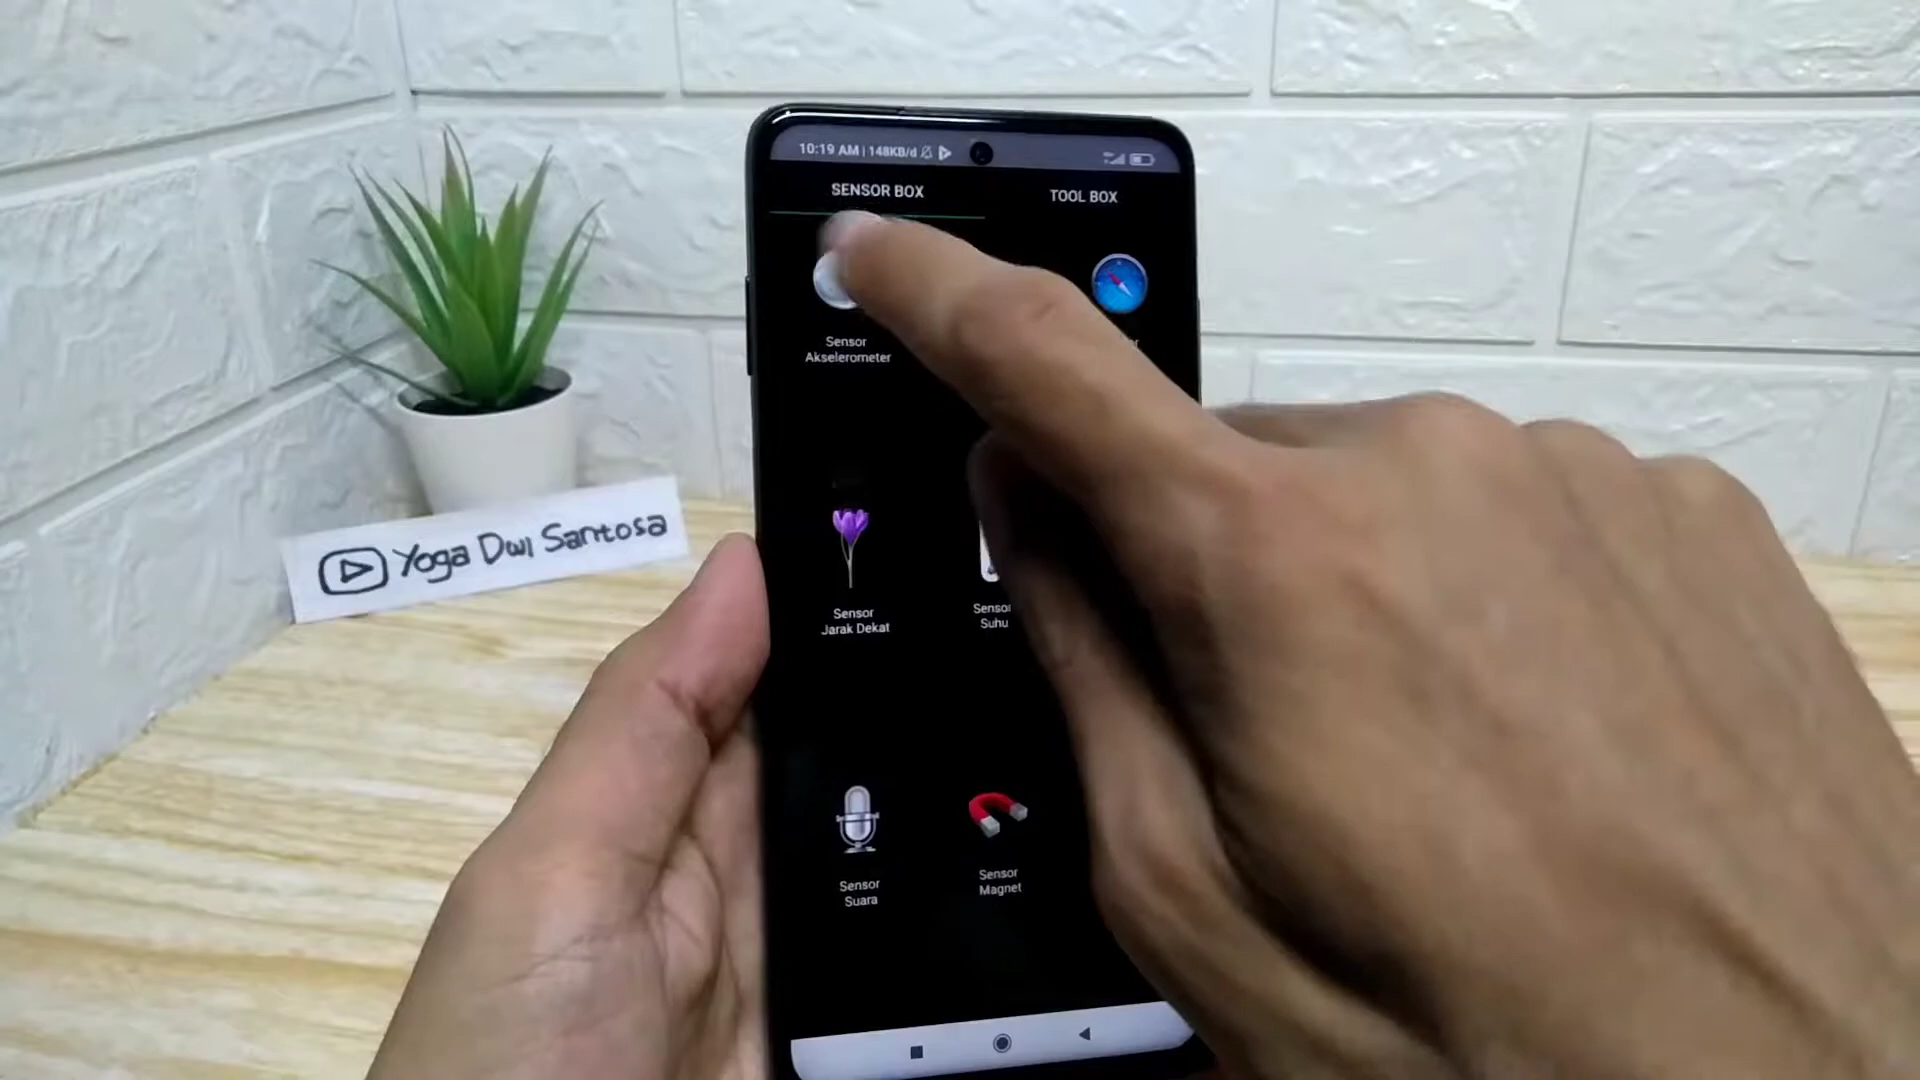 10:19 AM | 148KB/d
SENSOR BOX
TOOL BOX
Sensor
Akselerometer
Sensor
Jarak Dekat
Sensor
Suhu
Sensor
Suara
Sensor
Magnet
Yoga Dwi Santosa